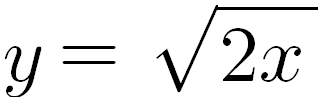 y = √2x